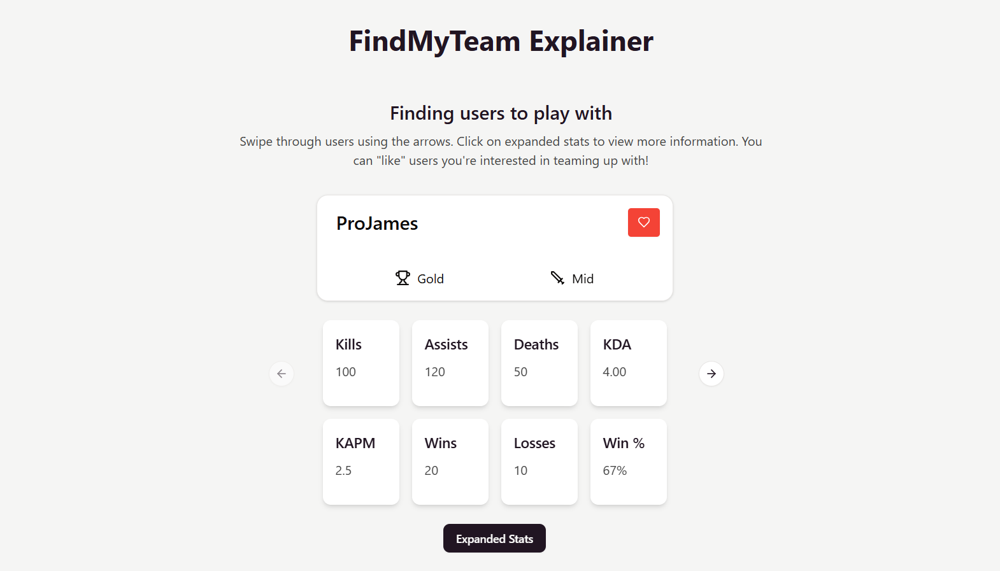 FindMyTeam Explainer
Finding users to play with
Swipe through users using the arrows. Click on expanded stats to view more information. You
can "like" users you're interested in teaming up with!
ProJames
Gold
Mid
Kills
100
Assists
120
Deaths
50
KDA
4.00
KAPM
2.5
Wins
20
Losses
10
Win %
67%
Expanded Stats